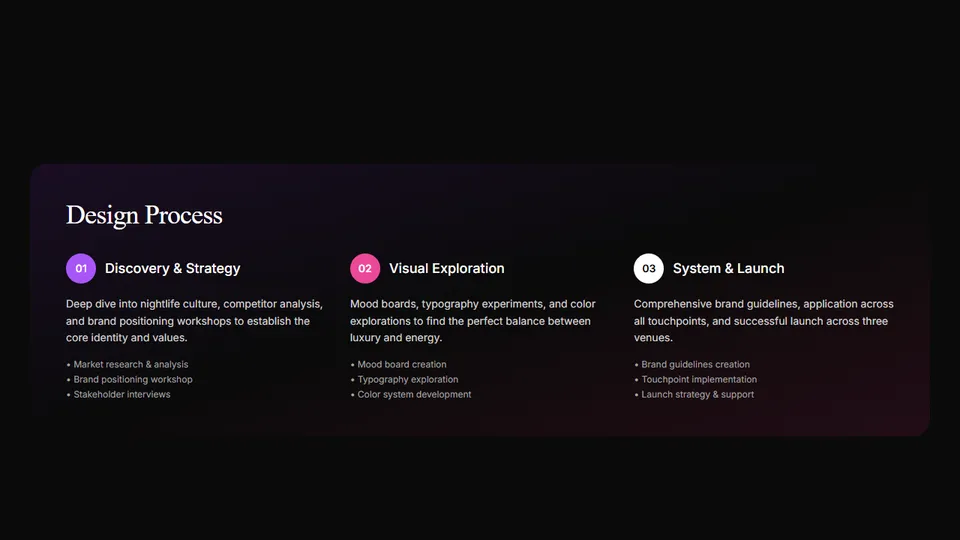 Design Process
01 Discovery & Strategy
Deep dive into nightlife culture, competitor analysis,
and brand positioning workshops to establish the
core identity and values.
• Market research & analysis
• Brand positioning workshop
• Stakeholder interviews
02 Visual Exploration
Mood boards, typography experiments, and color
explorations to find the perfect balance between
luxury and energy.
• Mood board creation
• Typography exploration
• Color system development
03 System & Launch
Comprehensive brand guidelines, application across
all touchpoints, and successful launch across three
venues.
• Brand guidelines creation
• Touchpoint implementation
• Launch strategy & support